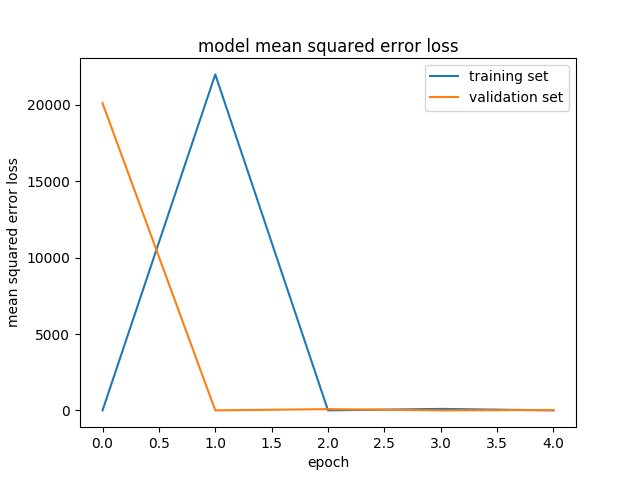 model mean squared error loss
training set
validation set
20000
15000
10000
5000
0
mean squared error loss
0.0 0.5 1.0 1.5 2.0 2.5 3.0 3.5 4.0
epoch